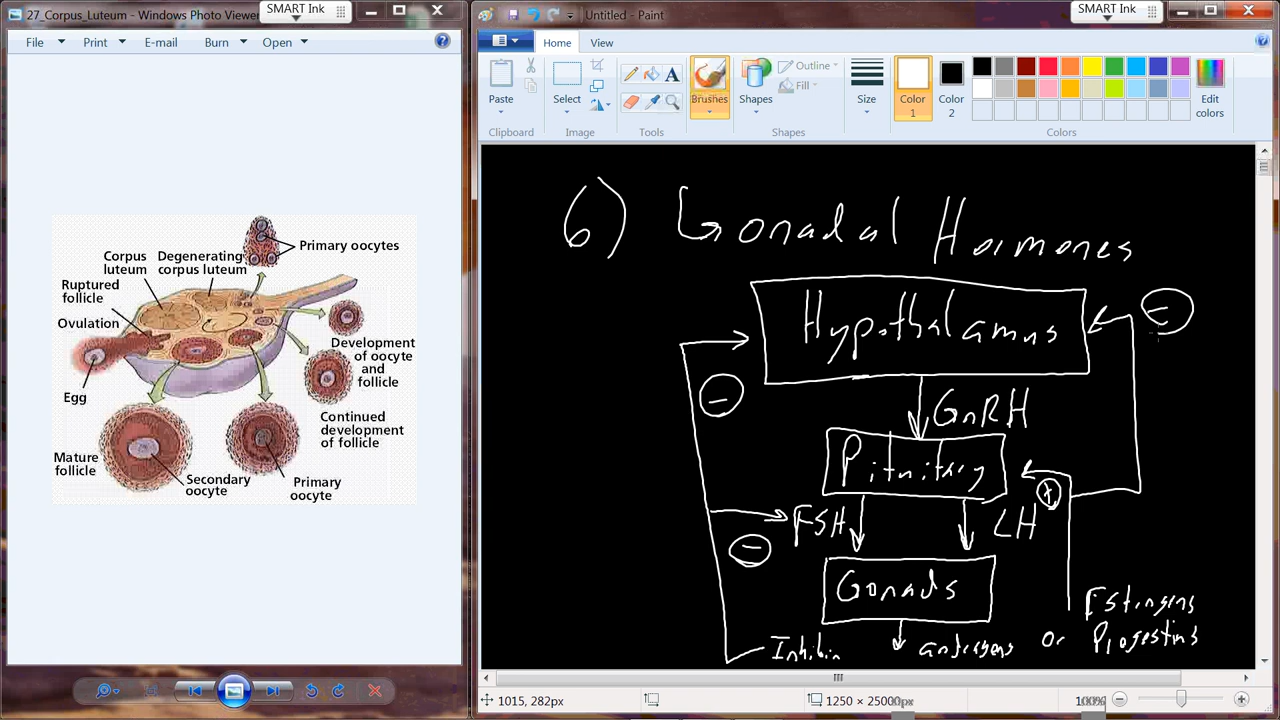 27_Corpus_Luteum - Windows Photo Viewer
SMART Ink
File Print E-mail Burn Open
Primary oocytes
Corpus luteum
Degenerating corpus luteum
Ruptured follicle
Ovulation
Egg
Development of oocyte and follicle
Continued development of follicle
Mature follicle
Secondary oocyte
Primary oocyte
Untitled - Paint
SMART Ink
Home View
Paste
Clipboard
Select
Image
Tools
Brushes
Shapes
Outline
Fill
Shapes
Size
Color 1
Color 2
Edit colors
Colors
6) Gonadal Hormones
Hypothalamus
GnRH
Pituitary
FSH
LH
Gonads
Inhibin
androgens or
Estrogens
Progestins
1015, 282px
1250 × 25000px
100%